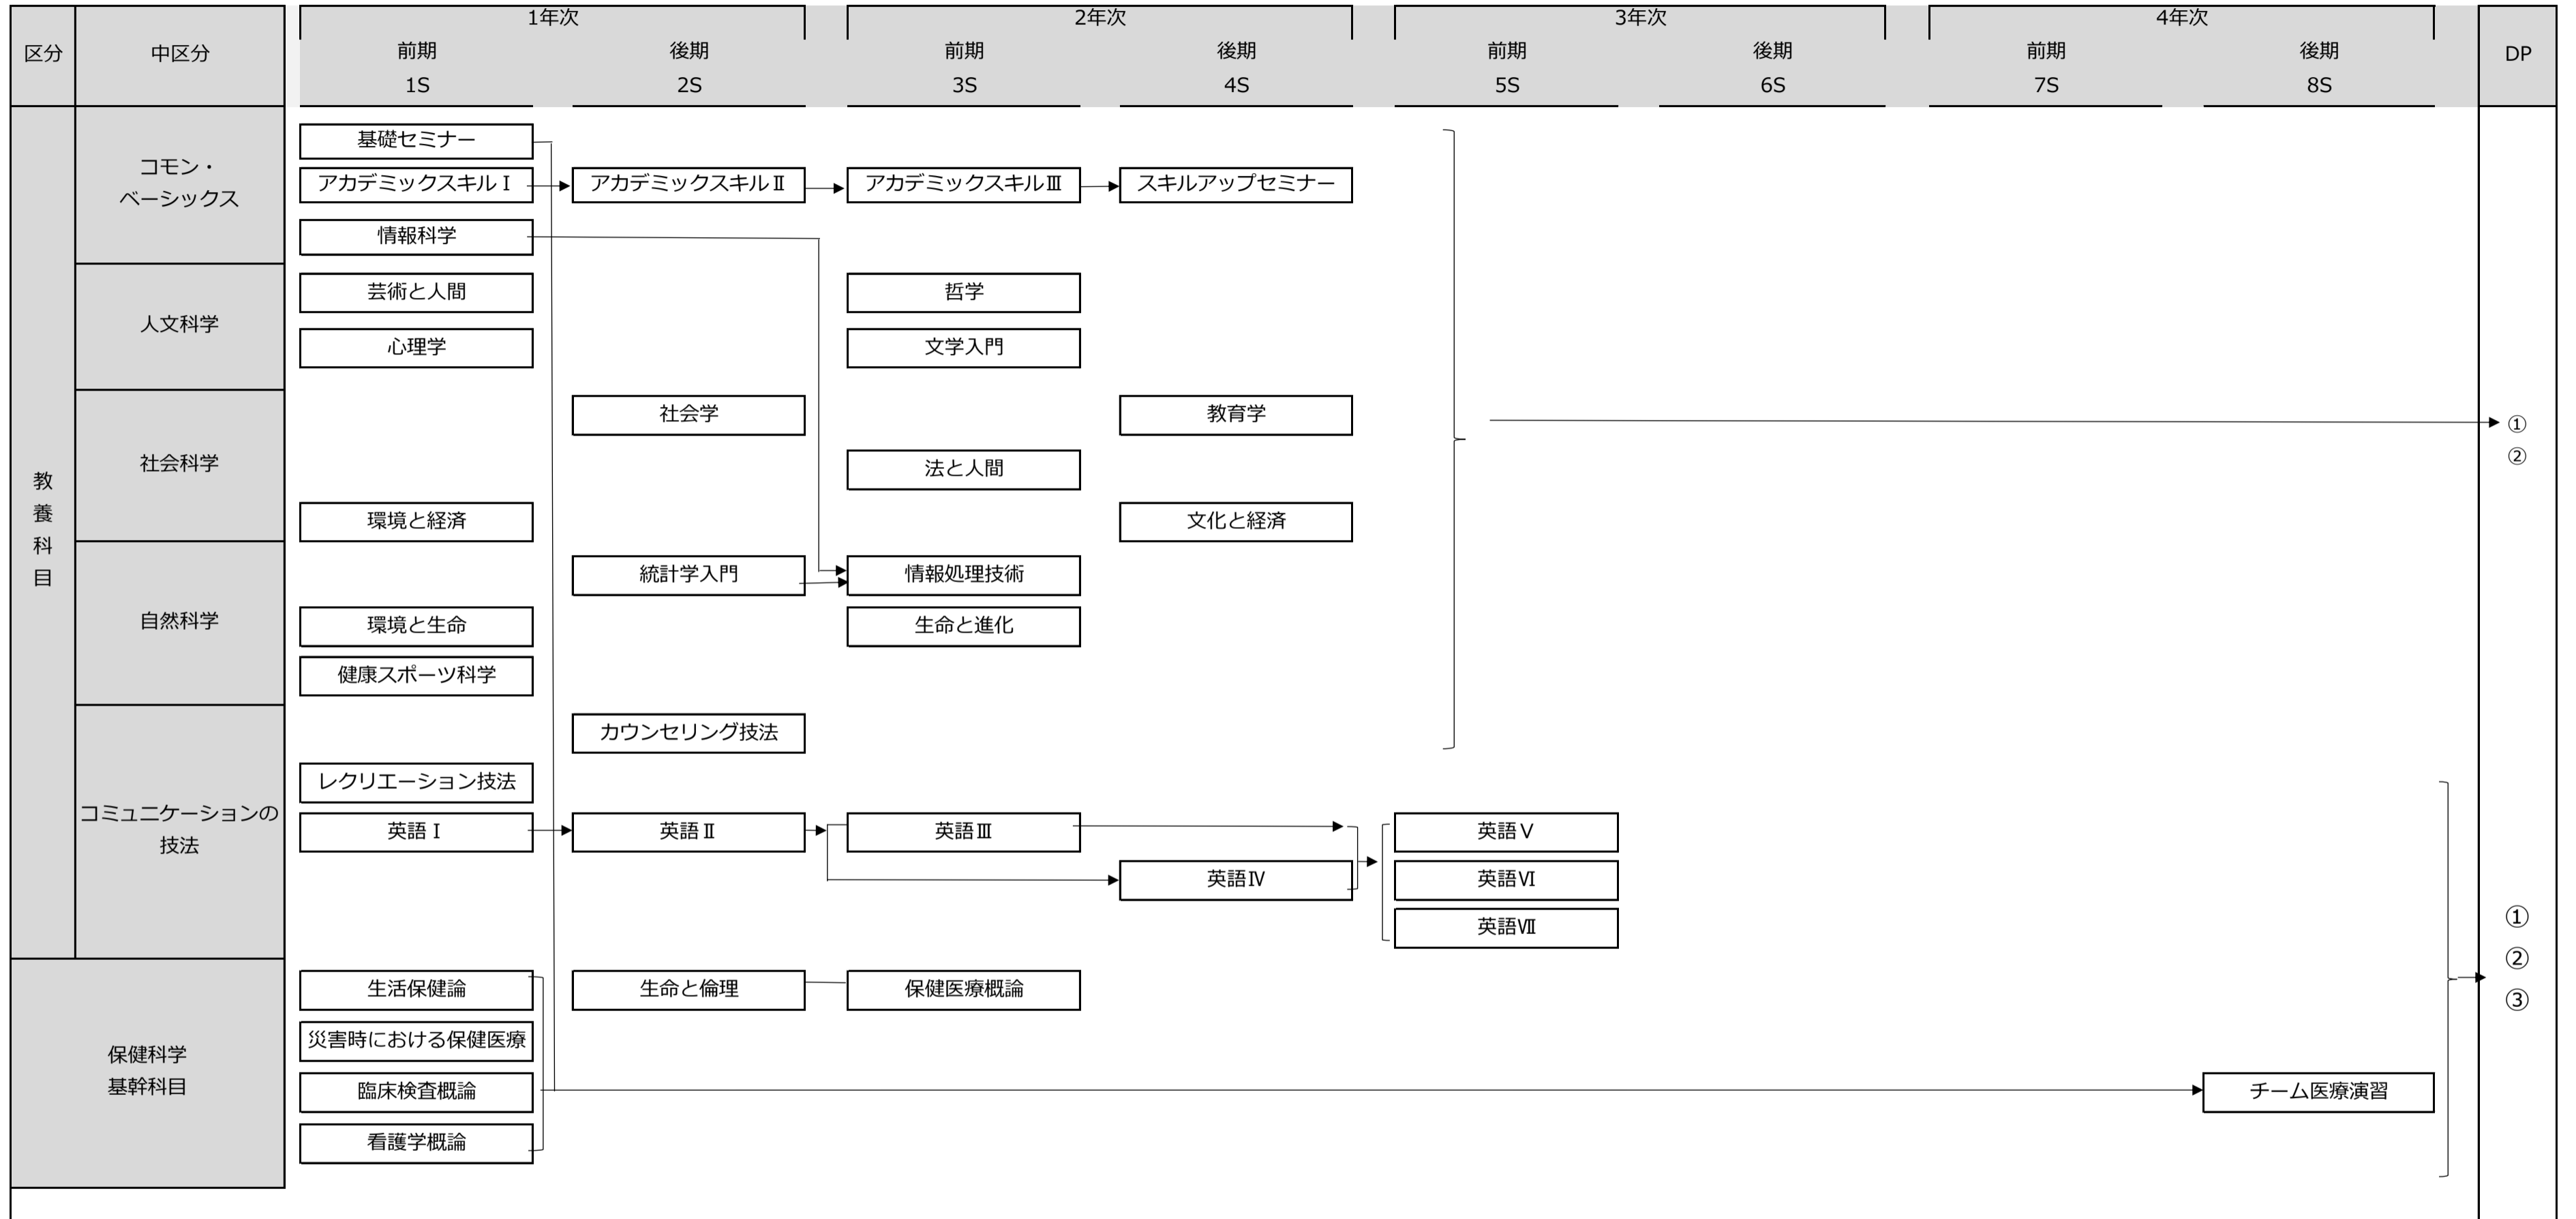 区分
中区分
1年次
2年次
3年次
4年次
DP
前期
後期
前期
後期
前期
後期
前期
後期
1S
2S
3S
4S
5S
6S
7S
8S
教
養
科
目
コモン・
ベーシックス
基礎セミナー
アカデミックスキルⅠ
アカデミックスキルⅡ
アカデミックスキルⅢ
スキルアップセミナー
情報科学
人文科学
芸術と人間
哲学
心理学
文学入門
社会科学
社会学
教育学
法と人間
環境と経済
文化と経済
①
②
自然科学
統計学入門
情報処理技術
環境と生命
生命と進化
健康スポーツ科学
コミュニケーションの
技法
カウンセリング技法
レクリエーション技法
英語Ⅰ
英語Ⅱ
英語Ⅲ
英語Ⅴ
英語Ⅳ
英語Ⅵ
英語Ⅶ
①
②
③
保健科学
基幹科目
生活保健論
生命と倫理
保健医療概論
災害時における保健医療
臨床検査概論
チーム医療演習
看護学概論